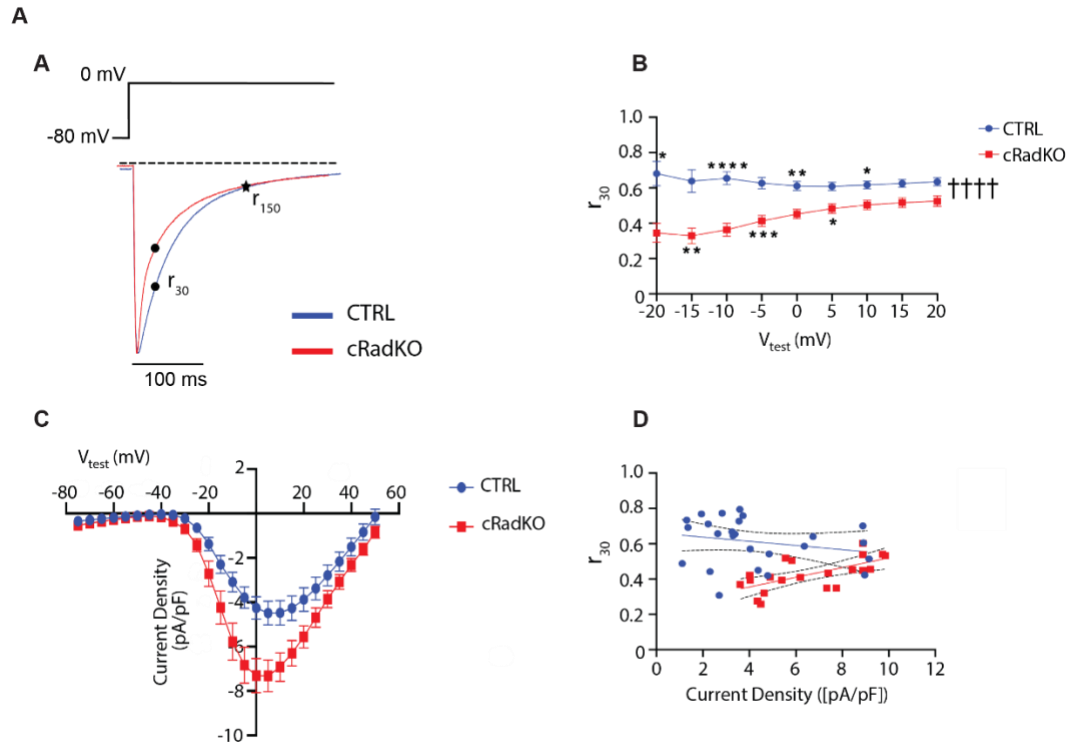 A
A
0 mV
-80 mV
r150
r30
CTRL
cRadKO
100 ms
B
1.0
0.8
0.6
0.4
0.2
0
r30
* **** ** *
** *** *
††††
-20 -15 -10 -5 0 5 10 15 20
Vtest (mV)
CTRL
cRadKO
C
Vtest (mV)
2
-80 -60 -40 -20 20 40 60
-2
-4
-6
-8
-10
Current Density
(pA/pF)
CTRL
cRadKO
D
1.0
0.8
0.6
0.4
0.2
0
r30
0 2 4 6 8 10 12
Current Density ([pA/pF])